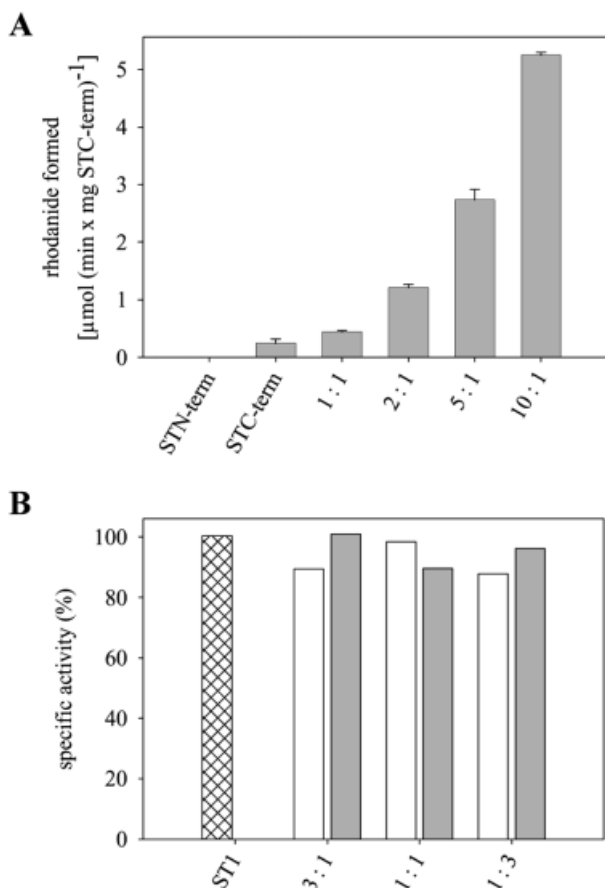 A
rhodanide formed
[µmol (min x mg STC-term)-1
]
5
4
3
2
1
0
STN-term
STC-term
1 : 1
2 : 1
5 : 1
10 : 1
B
specific activity (%)
100
80
60
40
20
0
ST1
3 : 1
1 : 1
1 : 3